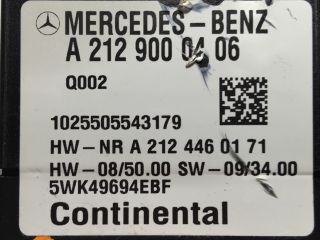 MERCEDES-BENZ
A 212 900 04 06
Q002
1025505543179
HW-NR A 212 446 01 71
HW-08/50.00 SW-09/34.00
5WK49694EBF
Continental